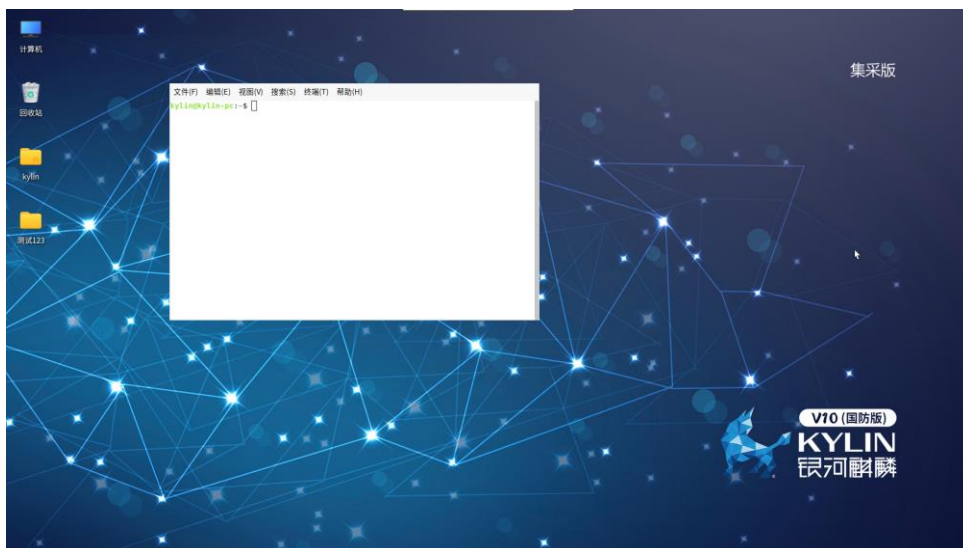 计算机
回收站
kylin
测试123
文件(F) 编辑(E) 视图(V) 搜索(S) 终端(T) 帮助(H)
kylin@kylin-pc:~$
集采版
V10 (国防版)
KYLIN
银河麒麟